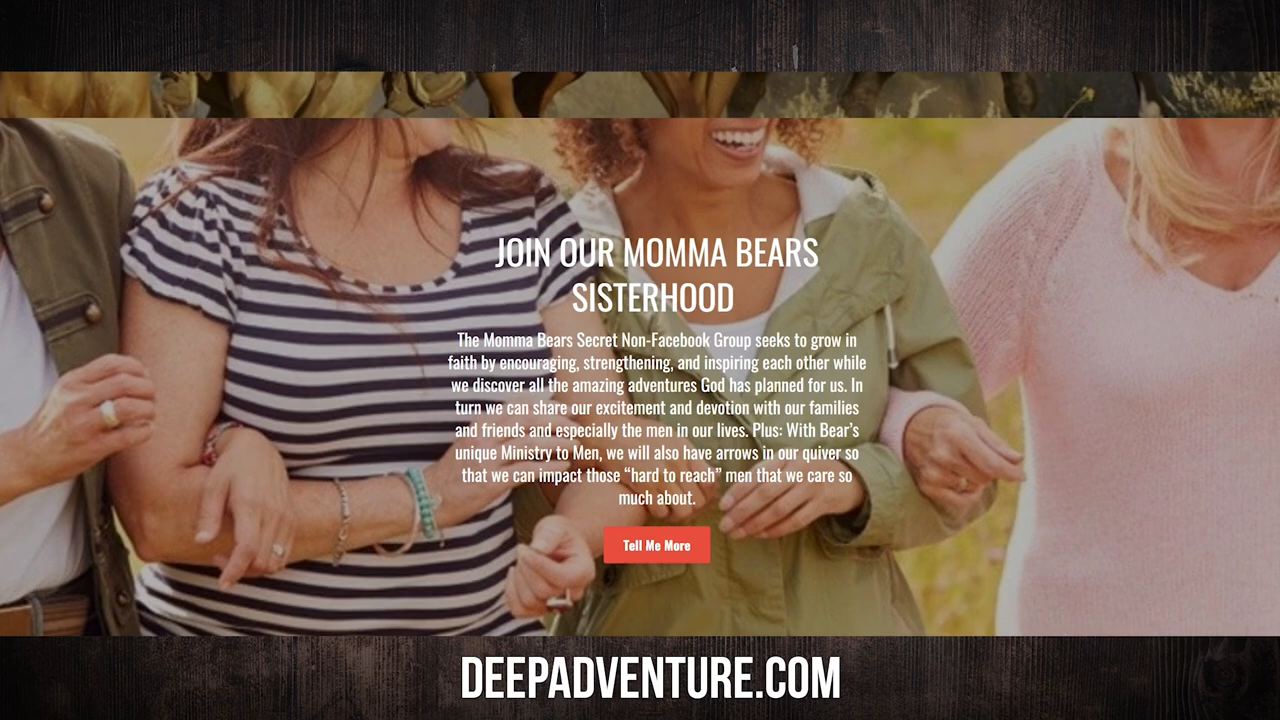 JOIN OUR MOMMA BEARS
SISTERHOOD
The Momma Bears Secret Non-Facebook Group seeks to grow in
faith by encouraging, strengthening, and inspiring each other while
we discover all the amazing adventures God has planned for us. In
turn we can share our excitement and devotion with our families
and friends and especially the men in our lives. Plus: With Bear’s
unique Ministry to Men, we will also have arrows in our quiver so
that we can impact those “hard to reach” men that we care so
much about.
Tell Me More
DEEPADVENTURE.COM